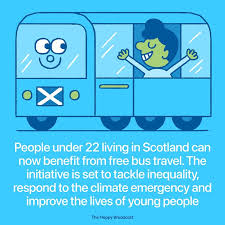 People under 22 living in Scotland can
now benefit from free bus travel. The
initiative is set to tackle inequality,
respond to the climate emergency and
improve the lives of young people
The Happy Broadcast